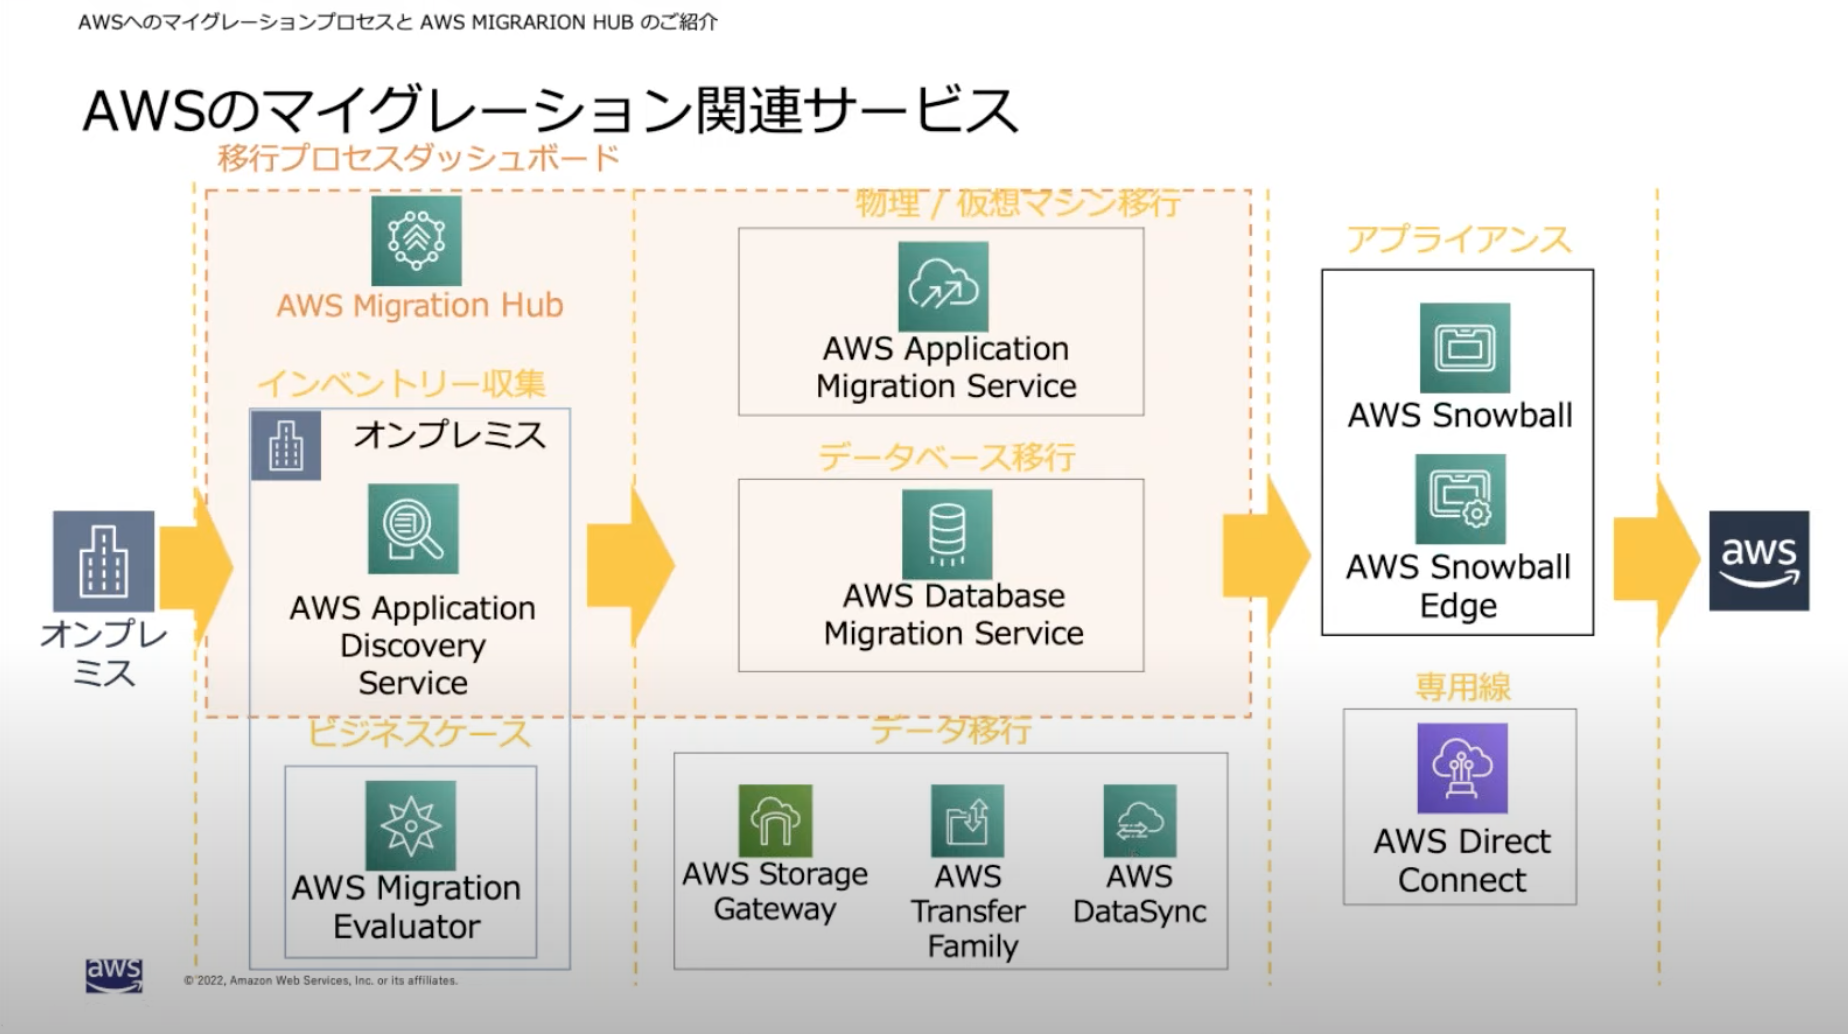 AWSへのマイグレーションプロセスと AWS MIGRARION HUB のご紹介
AWSのマイグレーション関連サービス
移行プロセスダッシュボード
AWS Migration Hub
インベントリー収集
オンプレミス
AWS Application
Discovery
Service
ビジネスケース
AWS Migration
Evaluator
オンプレ
ミス
物理 / 仮想マシン移行
AWS Application
Migration Service
データベース移行
AWS Database
Migration Service
データ移行
AWS Storage
Gateway
AWS
Transfer
Family
AWS
DataSync
アプライアンス
AWS Snowball
AWS Snowball
Edge
専用線
AWS Direct
Connect
aws
aws
© 2022, Amazon Web Services, Inc. or its affiliates.